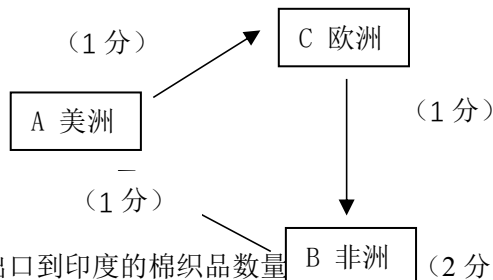 （1 分）
C 欧洲
A 美洲
（1 分）
（1 分）
出口到印度的棉织品数量
B 非洲
（2 分